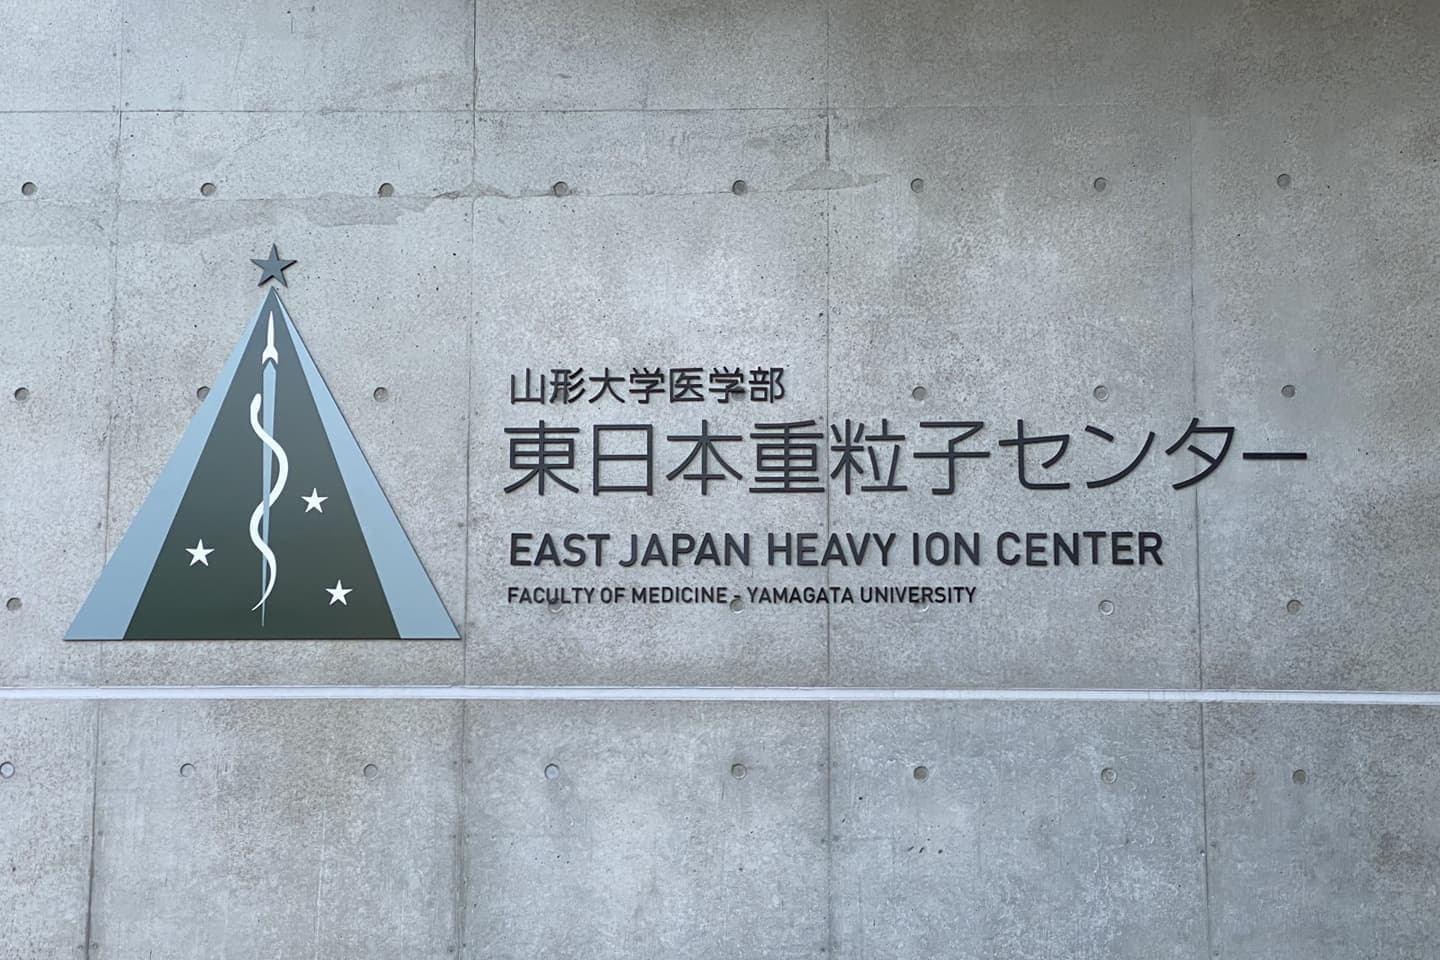 山形大学医学部
東日本重粒子センター
EAST JAPAN HEAVY ION CENTER
FACULTY OF MEDICINE - YAMAGATA UNIVERSITY